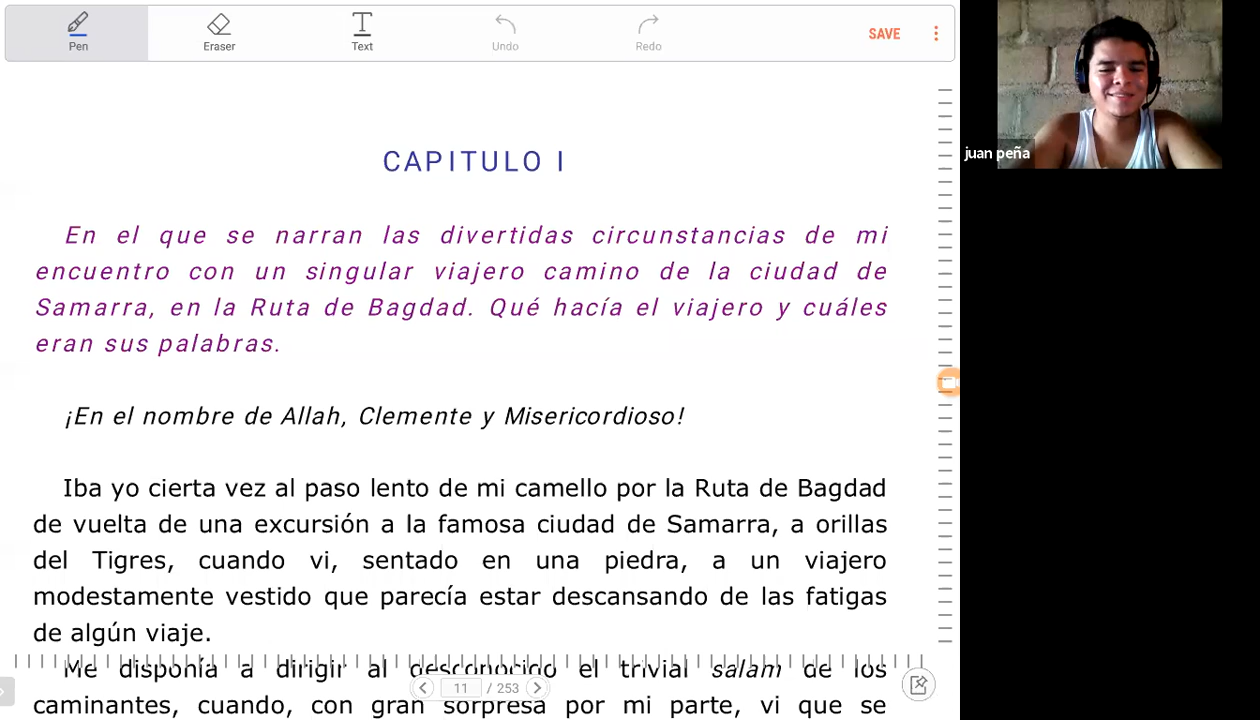 Pen
Eraser
Text
Undo
Redo
SAVE
juan peña
CAPITULO I
En el que se narran las divertidas circunstancias de mi
encuentro con un singular viajero camino de la ciudad de
Samarra, en la Ruta de Bagdad. Qué hacía el viajero y cuáles
eran sus palabras.
¡En el nombre de Allah, Clemente y Misericordioso!
Iba yo cierta vez al paso lento de mi camello por la Ruta de Bagdad
de vuelta de una excursión a la famosa ciudad de Samarra, a orillas
del Tigres, cuando vi, sentado en una piedra, a un viajero
modestamente vestido que parecía estar descansando de las fatigas
de algún viaje.
Me disponía a dirigir al desconocido el trivial salam de los
caminantes, cuando, con gran sorpresa por mi parte, vi que se
11 / 253